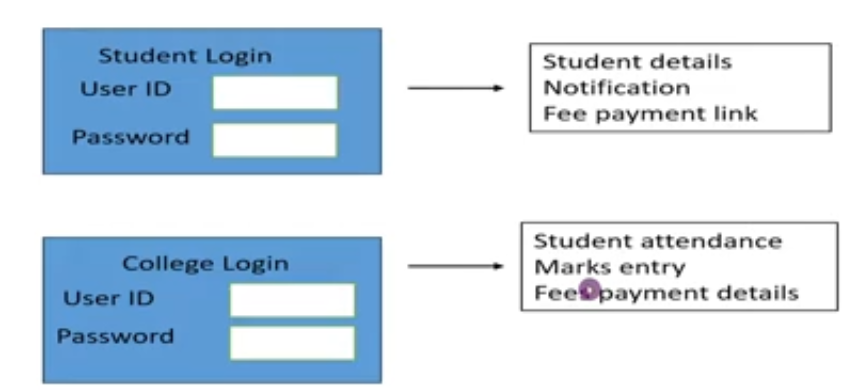 Student Login
User ID
Password
Student details
Notification
Fee payment link
College Login
User ID
Password
Student attendance
Marks entry
Fees payment details